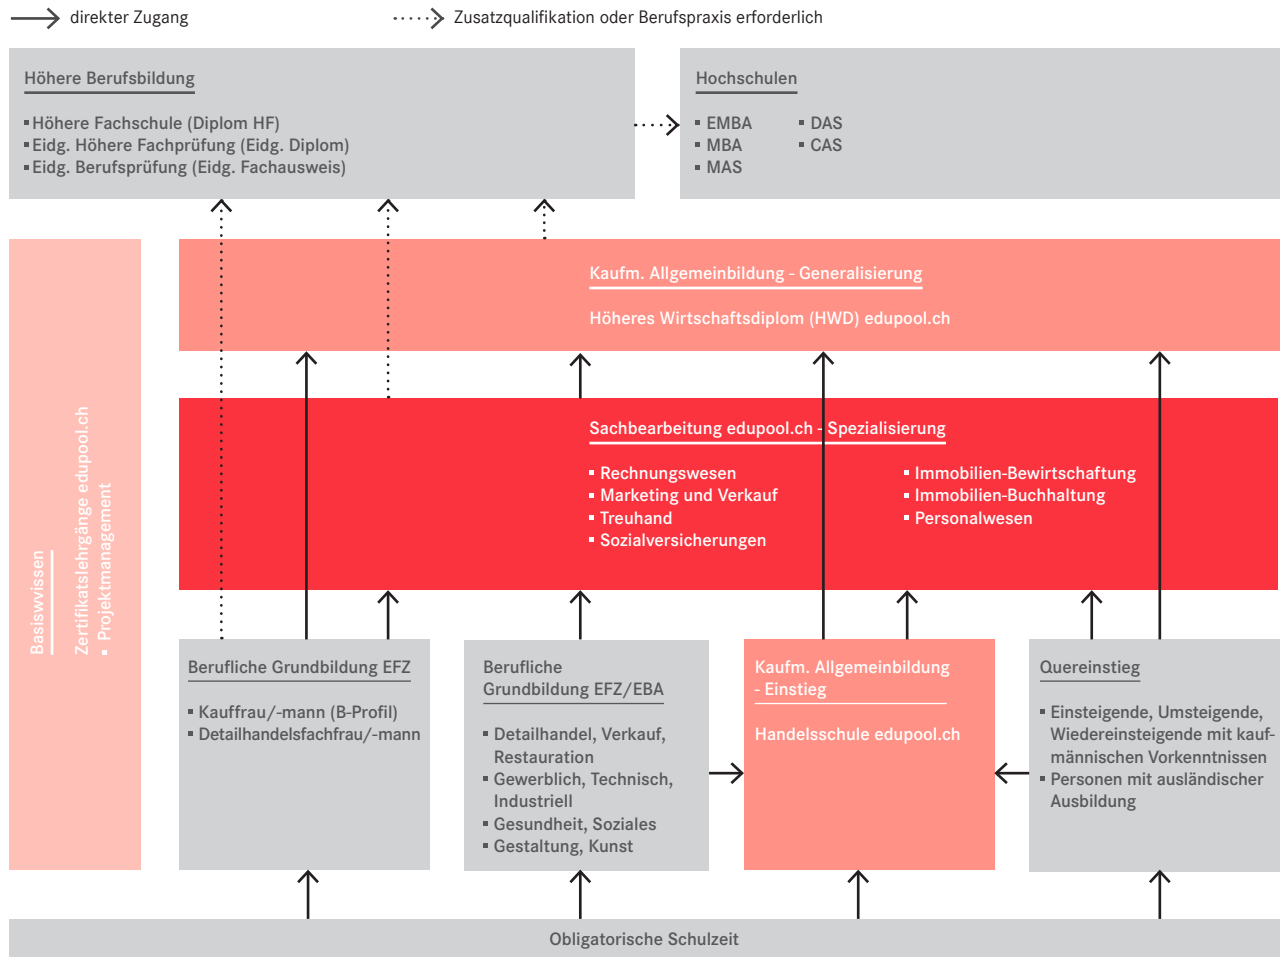 direkter Zugang
Zusatzqualifikation oder Berufspraxis erforderlich
Höhere Berufsbildung
▪ Höhere Fachschule (Diplom HF)
▪ Eidg. Höhere Fachprüfung (Eidg. Diplom)
▪ Eidg. Berufsprüfung (Eidg. Fachausweis)
Hochschulen
▪ EMBA
▪ MBA
▪ MAS
▪ DAS
▪ CAS
Kaufm. Allgemeinbildung - Generalisierung
Höheres Wirtschaftsdiplom (HWD) edupool.ch
Sachbearbeitung edupool.ch - Spezialisierung
▪ Rechnungswesen
▪ Marketing und Verkauf
▪ Treuhand
▪ Sozialversicherungen
▪ Immobilien-Bewirtschaftung
▪ Immobilien-Buchhaltung
▪ Personalwesen
Basiswvissen
Zertifikatslehrgänge edupool.ch
▪ Projektmanagement
Berufliche Grundbildung EFZ
▪ Kauffrau/-mann (B-Profil)
▪ Detailhandelsfachfrau/-mann
Berufliche
Grundbildung EFZ/EBA
▪ Detailhandel, Verkauf,
Restauration
▪ Gewerblich, Technisch,
Industriell
▪ Gesundheit, Soziales
▪ Gestaltung, Kunst
Kaufm. Allgemeinbildung
- Einstieg
Handelsschule edupool.ch
Quereinstieg
▪ Einsteigende, Umsteigende,
Wiedereinsteigende mit kauf-
männischen Vorkenntnissen
▪ Personen mit ausländischer
Ausbildung
Obligatorische Schulzeit